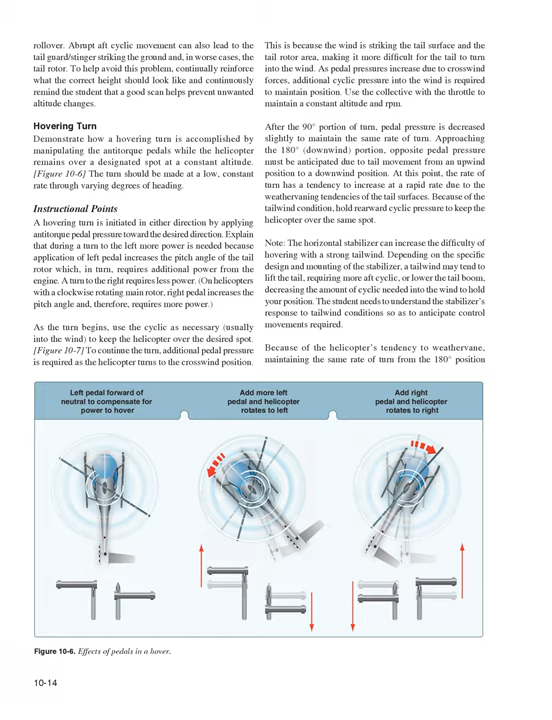 rollover. Abrupt aft cyclic movement can also lead to the
tail guard/stinger striking the ground and, in worse cases, the
tail rotor. To help avoid this problem, continually reinforce
what the correct height should look like and continuously
remind the student that a good scan helps prevent unwanted
altitude changes.
Hovering Turn
Demonstrate how a hovering turn is accomplished by
manipulating the antitorque pedals while the helicopter
remains over a designated spot at a constant altitude.
[Figure 10-6] The turn should be made at a low, constant
rate through varying degrees of heading.
Instructional Points
A hovering turn is initiated in either direction by applying
antitorque pedal pressure toward the desired direction. Explain
that during a turn to the left more power is needed because
application of left pedal increases the pitch angle of the tail
rotor which, in turn, requires additional power from the
engine. A turn to the right requires less power. (On helicopters
with a clockwise rotating main rotor, right pedal increases the
pitch angle and, therefore, requires more power.)
As the turn begins, use the cyclic as necessary (usually
into the wind) to keep the helicopter over the desired spot.
[Figure 10-7] To continue the turn, additional pedal pressure
is required as the helicopter turns to the crosswind position.
This is because the wind is striking the tail surface and the
tail rotor area, making it more difficult for the tail to turn
into the wind. As pedal pressures increase due to crosswind
forces, additional cyclic pressure into the wind is required
to maintain position. Use the collective with the throttle to
maintain a constant altitude and rpm.
After the 90° portion of turn, pedal pressure is decreased
slightly to maintain the same rate of turn. Approaching
the 180° (downwind) portion, opposite pedal pressure
must be anticipated due to tail movement from an upwind
position to a downwind position. At this point, the rate of
turn has a tendency to increase at a rapid rate due to the
weathervaning tendencies of the tail surfaces. Because of the
tailwind condition, hold rearward cyclic pressure to keep the
helicopter over the same spot.
Note: The horizontal stabilizer can increase the difficulty of
hovering with a strong tailwind. Depending on the specific
design and mounting of the stabilizer, a tailwind may tend to
lift the tail, requiring more aft cyclic, or lower the tail boom,
decreasing the amount of cyclic needed into the wind to hold
your position. The student needs to understand the stabilizer's
response to tailwind conditions so as to anticipate control
movements required.
Because of the helicopter's tendency to weathervane,
maintaining the same rate of turn from the 180° position
Left pedal forward of
neutral to compensate for
power to hover
Add more left
pedal and helicopter
rotates to left
Add right
pedal and helicopter
rotates to right
Figure 10-6. Effects of pedals in a hover.
10-14